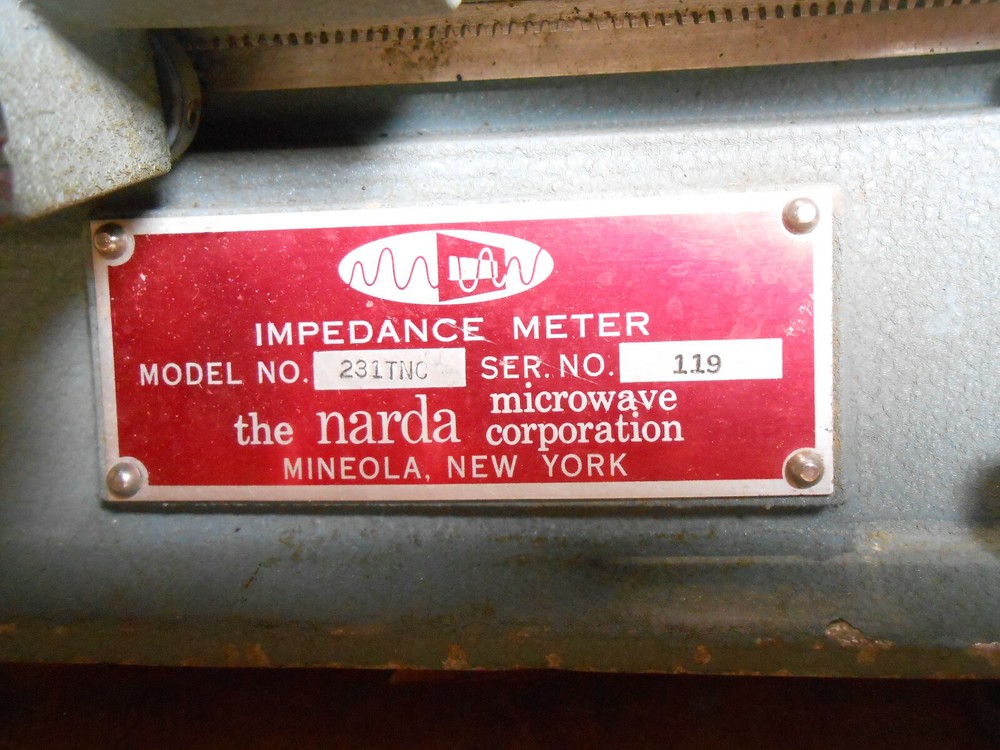 IMPEDANCE METER
MODEL NO. 231TNC SER. NO. 119
the narda microwave corporation
MINEOLA, NEW YORK